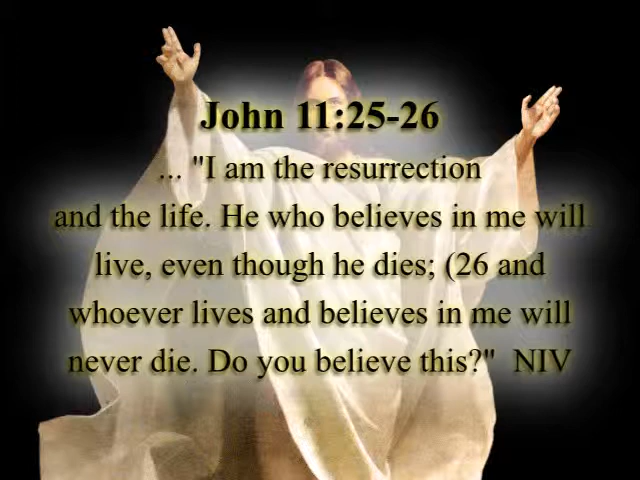 John 11:25-26
... "I am the resurrection
and the life. He who believes in me will
live, even though he dies; (26 and
whoever lives and believes in me will
never die. Do you believe this?" NIV